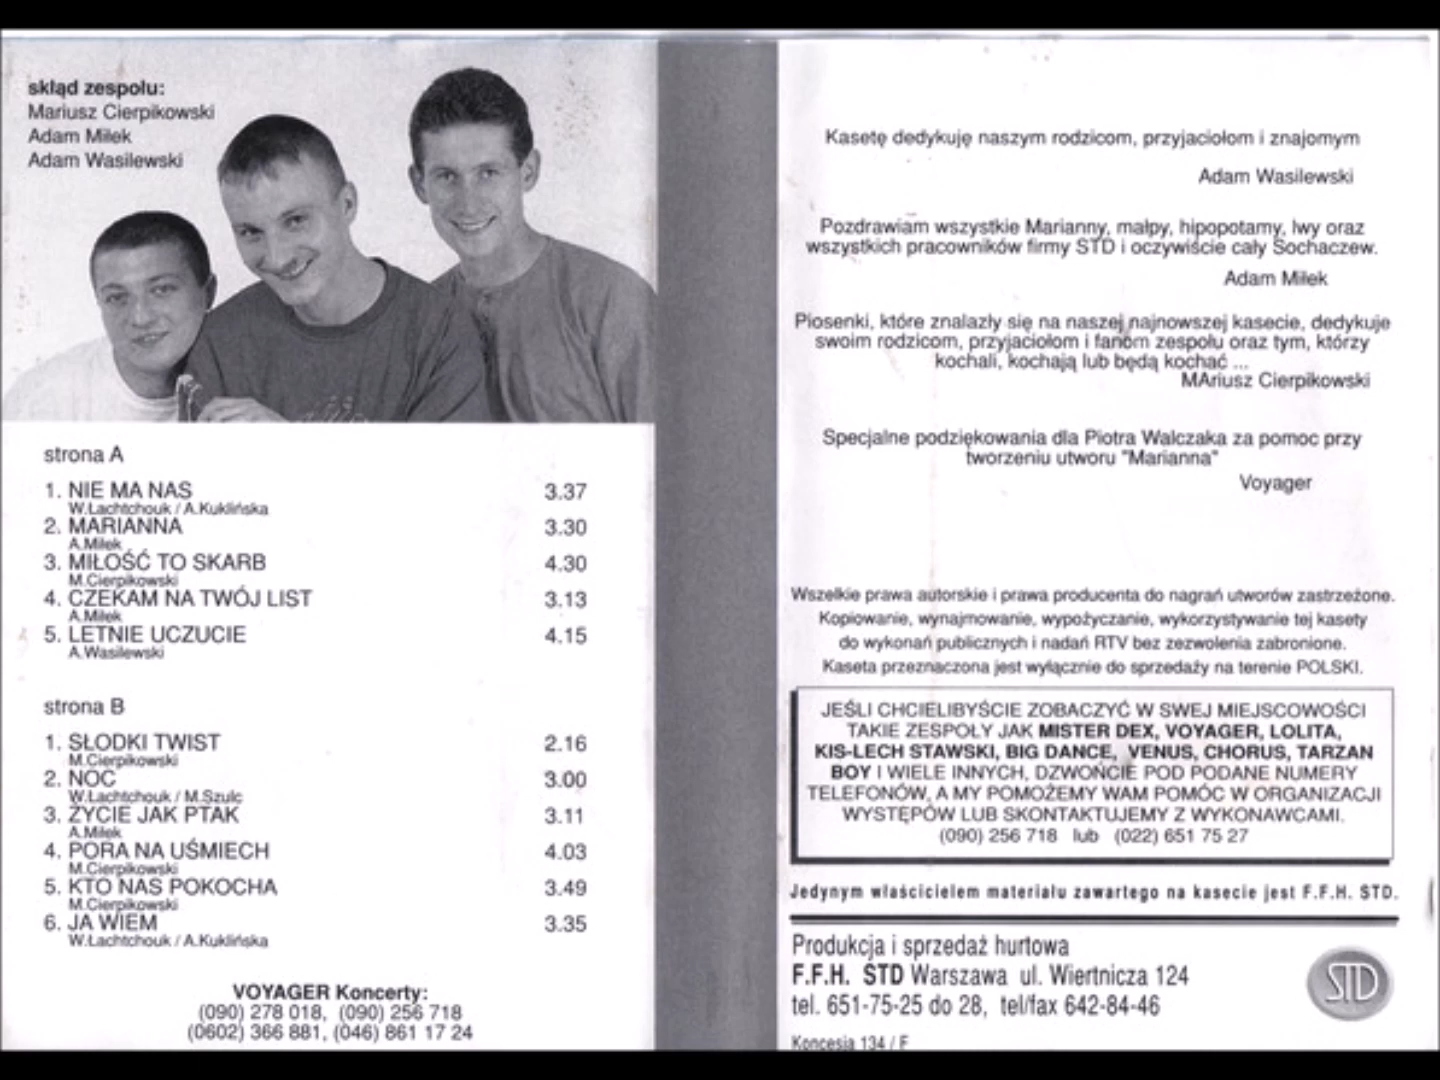 skład zespołu:
Mariusz Cierpikowski
Adam Miłek
Adam Wasilewski
strona A
1. NIE MA NAS 3.37
W.Lachtchouk / A.Kuklińska
2. MARIANNA 3.30
A.Miłek
3. MIŁOŚĆ TO SKARB 4.30
M.Cierpikowski
4. CZEKAM NA TWÓJ LIST 3.13
A.Miłek
5. LETNIE UCZUCIE 4.15
A.Wasilewski
strona B
1. SŁODKI TWIST 2.16
M.Cierpikowski
2. NOC 3.00
W.Lachtchouk / M.Szulc
3. ŻYCIE JAK PTAK 3.11
A.Miłek
4. PORA NA UŚMIECH 4.03
M.Cierpikowski
5. KTO NAS POKOCHA 3.49
M.Cierpikowski
6. JA WIEM 3.35
W.Lachtchouk / A.Kuklińska
VOYAGER Koncerty:
(090) 278 018, (090) 256 718
(0602) 366 881, (046) 861 17 24
Kasetę dedykuję naszym rodzicom, przyjaciołom i znajomym
Adam Wasilewski
Pozdrawiam wszystkie Marianny, małpy, hipopotamy, lwy oraz
wszystkich pracowników firmy STD i oczywiście cały Sochaczew.
Adam Miłek
Piosenki, które znalazły się na naszej najnowszej kasecie, dedykuje
swoim rodzicom, przyjaciołom i fanom zespołu oraz tym, którzy
kochali, kochają lub będą kochać ...
MAriusz Cierpikowski
Specjalne podziękowania dla Piotra Walczaka za pomoc przy
tworzeniu utworu "Marianna"
Voyager
Wszelkie prawa autorskie i prawa producenta do nagrań utworów zastrzeżone.
Kopiowanie, wynajmowanie, wypożyczanie, wykorzystywanie tej kasety
do wykonań publicznych i nadań RTV bez zezwolenia zabronione.
Kaseta przeznaczona jest wyłącznie do sprzedaży na terenie POLSKI.
JEŚLI CHCIELIBYŚCIE ZOBACZYĆ W SWEJ MIEJSCOWOŚCI
TAKIE ZESPOŁY JAK MISTER DEX, VOYAGER, LOLITA,
KIS-LECH STAWSKI, BIG DANCE, VENUS, CHORUS, TARZAN
BOY I WIELE INNYCH, DZWOŃCIE POD PODANE NUMERY
TELEFONÓW, A MY POMOŻEMY WAM POMÓC W ORGANIZACJI
WYSTĘPÓW LUB SKONTAKTUJEMY Z WYKONAWCAMI.
(090) 256 718 lub (022) 651 75 27
Jedynym właścicielem materiału zawartego na kasecie jest F.F.H. STD.
Produkcja i sprzedaż hurtowa
F.F.H. STD Warszawa ul. Wiertnicza 124
tel. 651-75-25 do 28, tel/fax 642-84-46
STD
Koncesja 134 / F